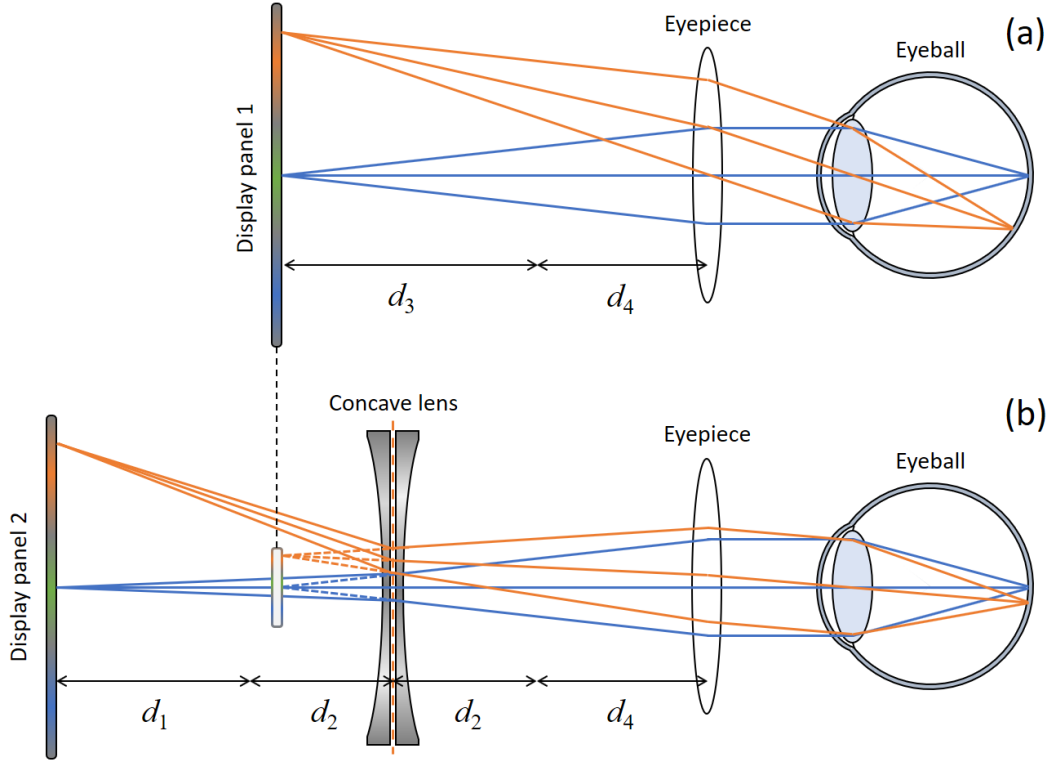 Eyepiece
(a)
Eyeball
Display panel 1
d₃
d₄
Concave lens
(b)
Eyepiece
Eyeball
Display panel 2
d₁
d₂
d₂
d₄